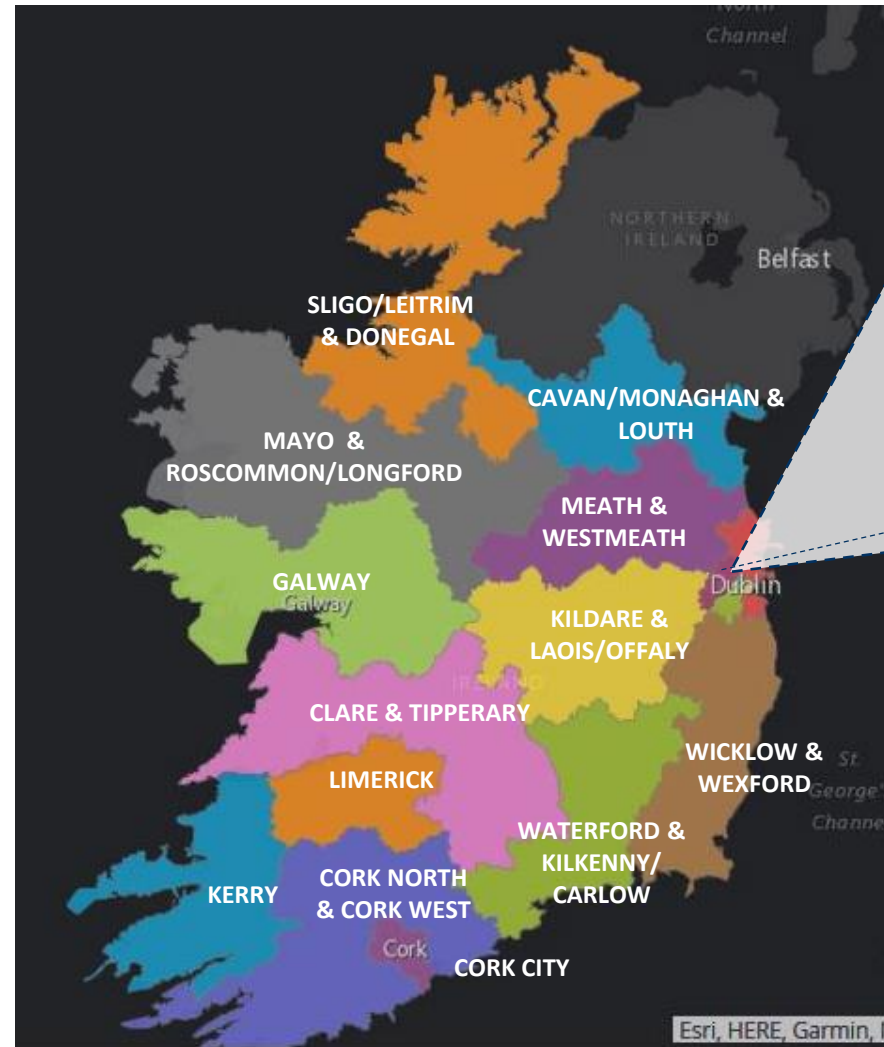 North
Channel
NORTHERN
IRELAND
Belfast
SLIGO/LEITRIM
& DONEGAL
CAVAN/MONAGHAN &
LOUTH
MAYO &
ROSCOMMON/LONGFORD
MEATH &
WESTMEATH
GALWAY
Galway
Dublin
KILDARE &
LAOIS/OFFALY
IRELAND
CLARE & TIPPERARY
WICKLOW &
WEXFORD
St.
George's
Channe
LIMERICK
WATERFORD &
KILKENNY/
CARLOW
KERRY
CORK NORTH
& CORK WEST
Cork
CORK CITY
Esri, HERE, Garmin,